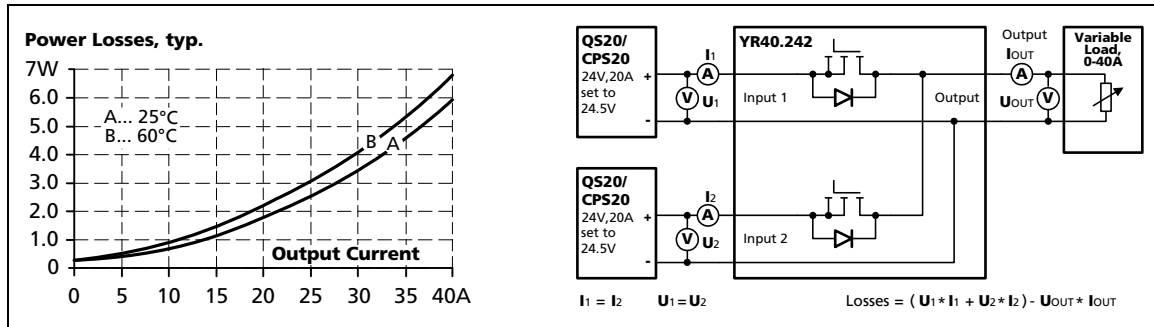 Power Losses, typ.
7W
6.0
5.0
4.0
3.0
2.0
1.0
0
A... 25°C
B... 60°C
B
A
Output Current
0 5 10 15 20 25 30 35 40A
QS20/
CPS20
24V,20A
set to
24.5V
+
-
I1
A
V
U1
YR40.242
Input 1
Output
Output
IOUT
A
UOUT
V
Variable
Load,
0-40A
QS20/
CPS20
24V,20A
set to
24.5V
+
-
I2
A
V
U2
Input 2
I1 = I2 U1=U2 Losses = ( U1* I1 + U2* I2 ) - UOUT* IOUT